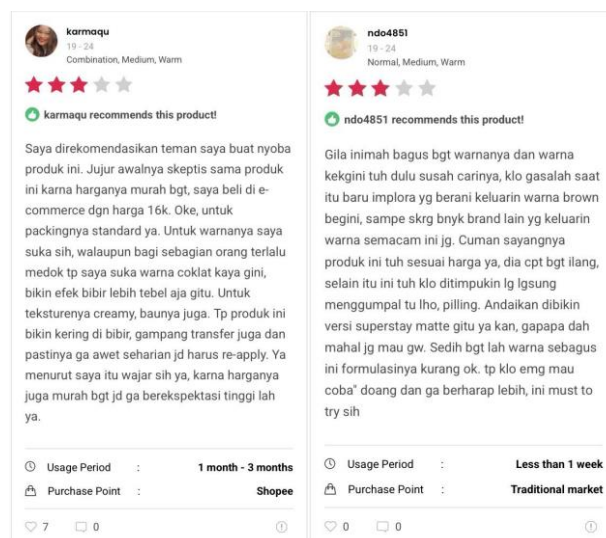 karmaqu
19 - 24
Combination, Medium, Warm
karmaqu recommends this product!
Saya direkomendasikan teman saya buat nyoba
produk ini. Jujur awalnya skeptis sama produk
ini karna harganya murah bgt, saya beli di e-
commerce dgn harga 16k. Oke, untuk
packingnya standard ya. Untuk warnanya saya
suka sih, walaupun bagi sebagian orang terlalu
medok tp saya suka warna coklat kaya gini,
bikin efek bibir lebih tebel aja gitu. Untuk
teksturenya creamy, baunya juga. Tp produk ini
bikin kering di bibir, gampang transfer juga dan
pastinya ga awet seharian jd harus re-apply. Ya
menurut saya itu wajar sih ya, karna harganya
juga murah bgt jd ga berekspektasi tinggi lah
ya.
Usage Period : 1 month - 3 months
Purchase Point : Shopee
7 0
ndo4851
19 - 24
Normal, Medium, Warm
ndo4851 recommends this product!
Gila inimah bagus bgt warnanya dan warna
kekgini tuh dulu susah carinya, klo gasalah saat
itu baru implora yg berani keluarin warna brown
begini, sampe skrg bnyk brand lain yg keluarin
warna semacam ini jg. Cuman sayangnya
produk ini tuh sesuai harga ya, dia cpt bgt ilang,
selain itu ini tuh klo ditimpukin lg lgsung
menggumpal tu lho, pilling. Andaikan dibikin
versi superstay matte gitu ya kan, gapapa dah
mahal jg mau gw. Sedih bgt lah warna sebagus
ini formulasinya kurang ok. tp klo emg mau
coba" doang dan ga berharap lebih, ini must to
try sih
Usage Period : Less than 1 week
Purchase Point : Traditional market
0 0